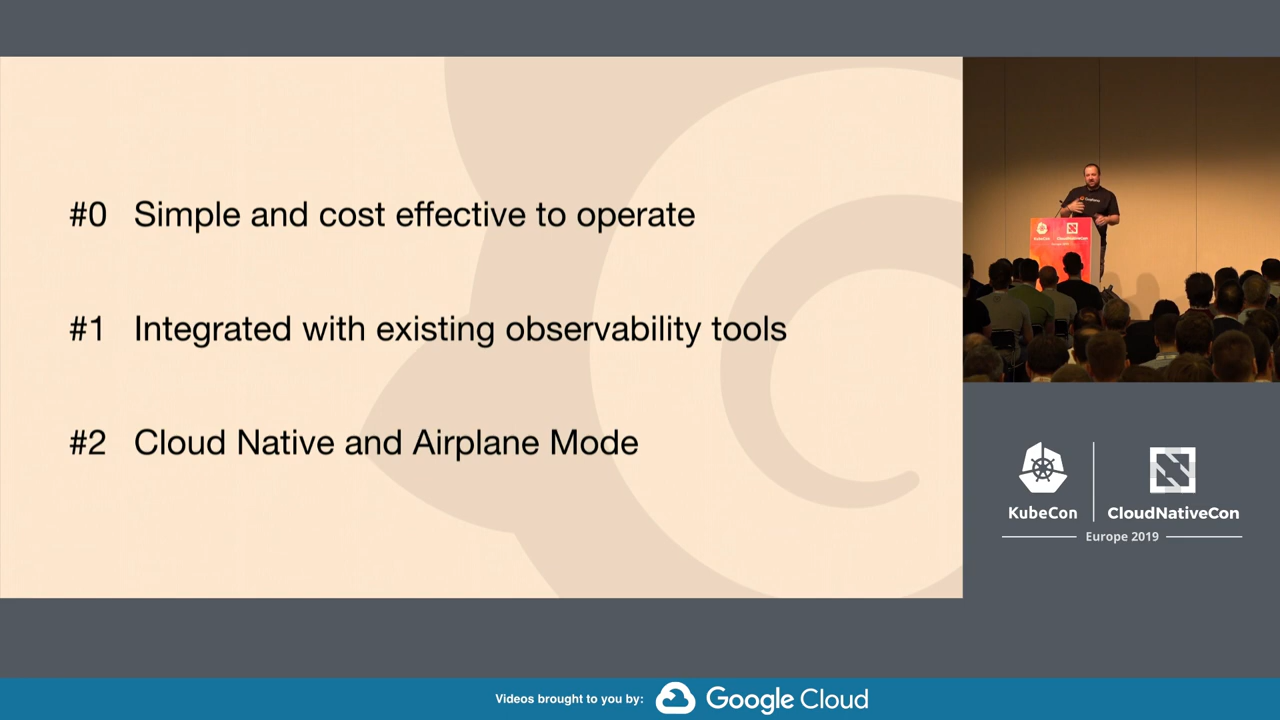 #0 Simple and cost effective to operate
#1 Integrated with existing observability tools
#2 Cloud Native and Airplane Mode
KubeCon
CloudNativeCon
Europe 2019
Videos brought to you by: Google Cloud